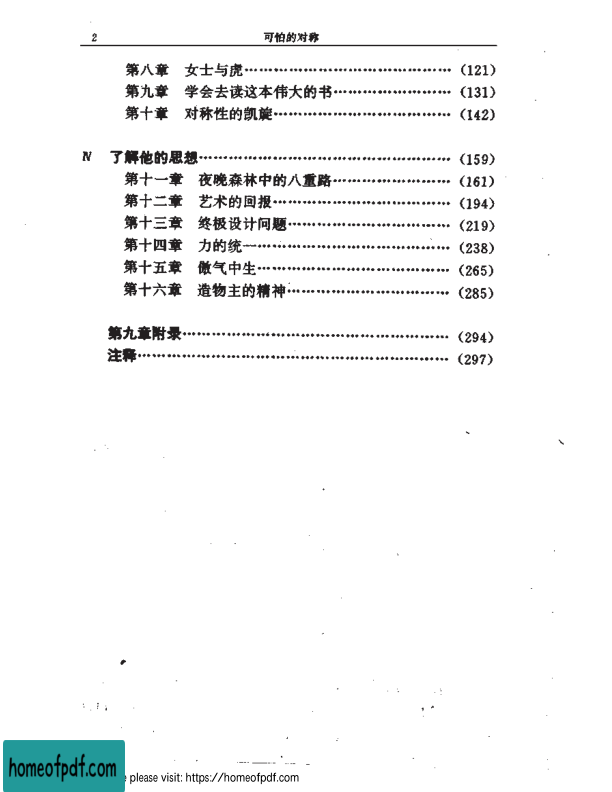 2 可怕的对称
第八章 女士与虎………………………………………(121)
第九章 学会去读这本伟大的书……………………(131)
第十章 对称性的凯旋…………………………………(142)
Ⅳ 了解他的思想……………………………………………(159)
第十一章 夜晚森林中的八重路……………………(161)
第十二章 艺术的回报…………………………………(194)
第十三章 终极设计问题………………………………(219)
第十四章 力的统一……………………………………(238)
第十五章 傲气中生……………………………………(265)
第十六章 造物主的精神………………………………(285)
第九章附录…………………………………………………(294)
注释…………………………………………………………(297)
homeofpdf.com
please visit: https://homeofpdf.com